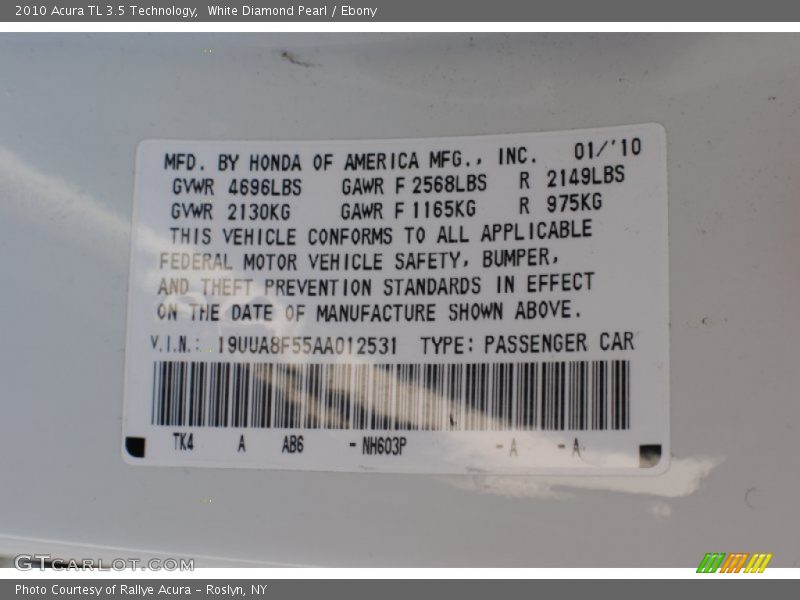 2010 Acura TL 3.5 Technology,  White Diamond Pearl / Ebony
MFD. BY HONDA OF AMERICA MFG., INC. 01/'10
GVWR 4696LBS GAWR F 2568LBS R 2149LBS
GVWR 2130KG GAWR F 1165KG R 975KG
THIS VEHICLE CONFORMS TO ALL APPLICABLE
FEDERAL MOTOR VEHICLE SAFETY, BUMPER,
AND THEFT PREVENTION STANDARDS IN EFFECT
ON THE DATE OF MANUFACTURE SHOWN ABOVE.
V.I.N.: 19UUA8F55AA012531 TYPE: PASSENGER CAR
TK4 A AB6 - NH603P - A - A
GTCARLOT.COM
Photo Courtesy of Rallye Acura – Roslyn, NY